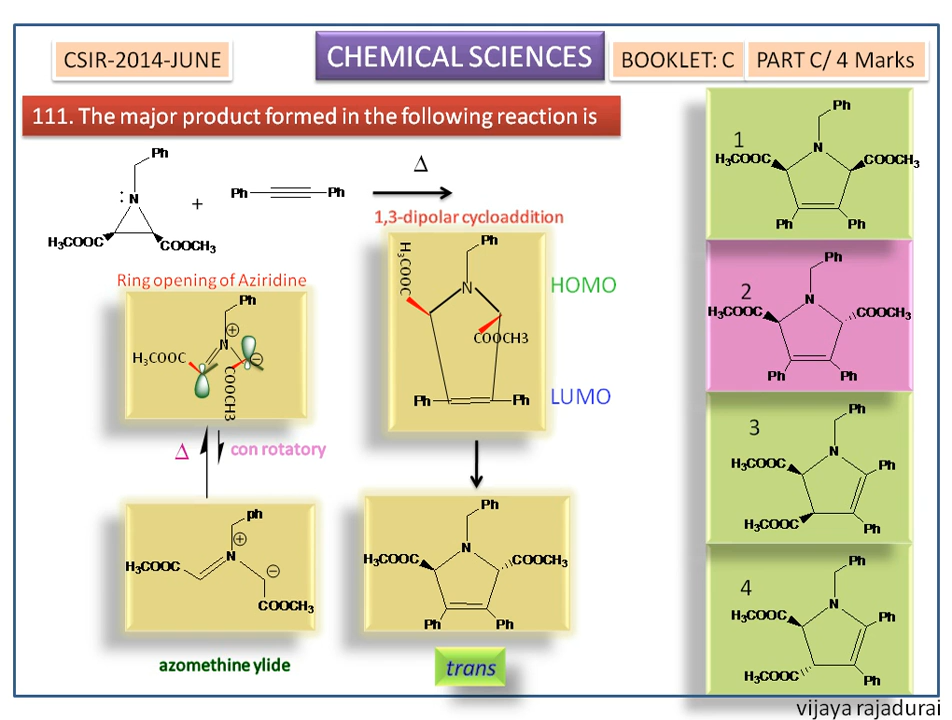 CSIR-2014-JUNE
CHEMICAL SCIENCES
BOOKLET: C
PART C/ 4 Marks
111. The major product formed in the following reaction is
Ph
N
:
H₃COOC
COOCH₃
+
Ph
Ph
Δ
1,3-dipolar cycloaddition
Ring opening of Aziridine
Ph
N
+
−
H₃COOC
COOCH3
Δ
con rotatory
ph
N
+
−
H₃COOC
COOCH₃
azomethine ylide
Ph
H₃COOC
N
COOCH3
Ph
Ph
HOMO
LUMO
Ph
N
H₃COOC
COOCH₃
Ph
Ph
trans
1
Ph
N
H₃COOC
COOCH₃
Ph
Ph
2
Ph
N
H₃COOC
COOCH₃
Ph
Ph
3
Ph
N
H₃COOC
Ph
H₃COOC
Ph
4
Ph
N
H₃COOC
Ph
H₃COOC
Ph
vijaya rajadurai